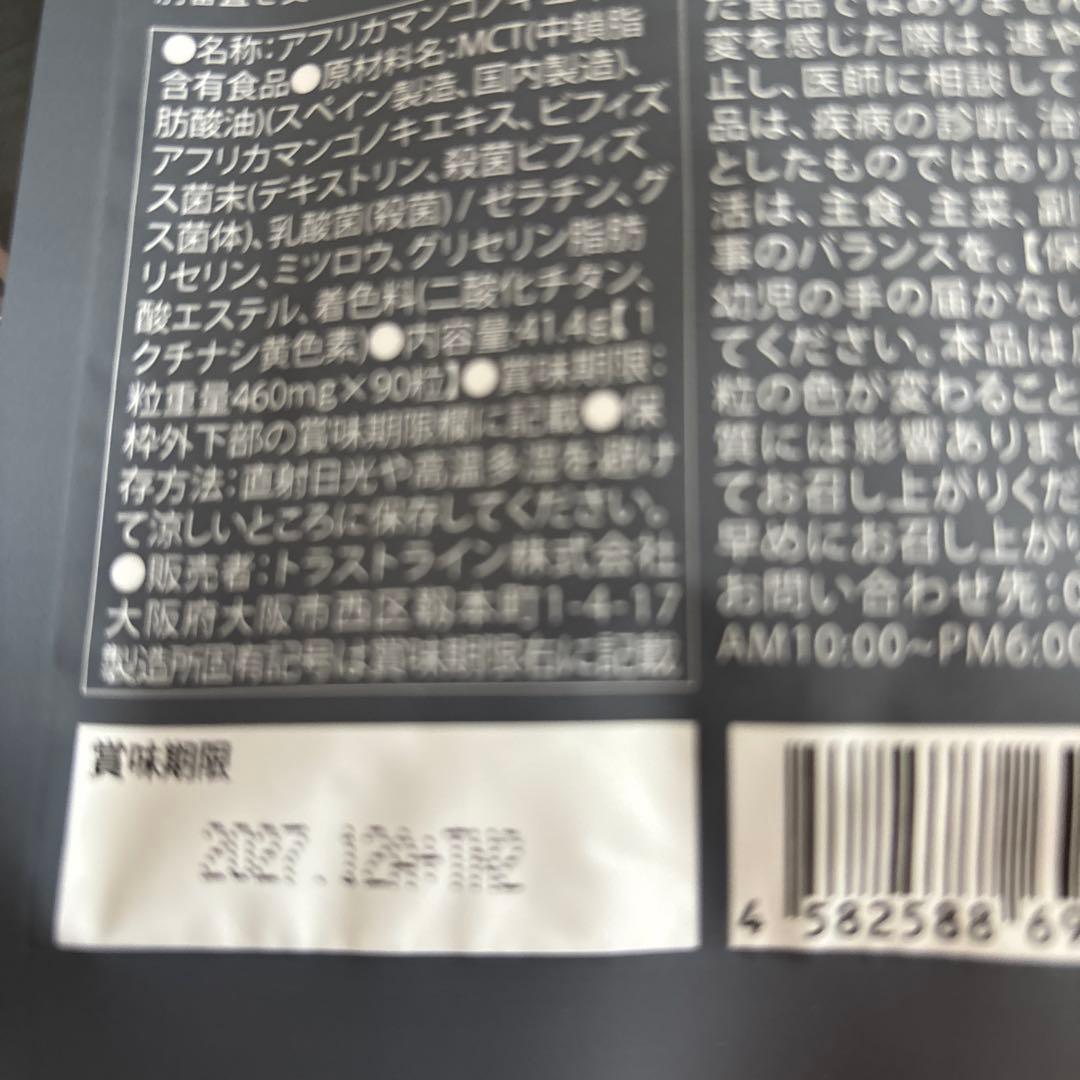 ●名称:アフリカマンゴノキエキス
含有食品●原材料名:MCT(中鎖脂
肪酸油)(スペイン製造、国内製造)、
アフリカマンゴノキエキス、ビフィズ
ス菌末(デキストリン、殺菌ビフィズ
ス菌体)、乳酸菌(殺菌)/ゼラチン、グ
リセリン、ミツロウ、グリセリン脂肪
酸エステル、着色料(二酸化チタン、
クチナシ黄色素)●内容量:41.4g【1
粒重量460mg×90粒】●賞味期限:
枠外下部の賞味期限欄に記載●保
存方法:直射日光や高温多湿を避け
て涼しいところに保存してください。
●販売者:トラストライン株式会社
大阪府大阪市西区靱本町1-4-17
製造所固有記号は賞味期限右に記載
た食品ではありません
変を感じた際は、速や
止し、医師に相談して
品は、疾病の診断、治
としたものではあり
活は、主食、主菜、副
事のバランスを。【保
幼児の手の届かない
てください。本品は
粒の色が変わること
質には影響ありませ
てお召し上がりくだ
早めにお召し上がり
お問い合わせ先:0
AM10:00~PM6:00
賞味期限
2027.12
4 582588 69